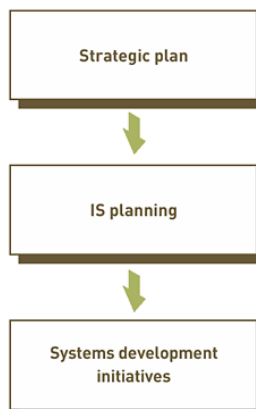 Strategic plan
IS planning
Systems development
initiatives